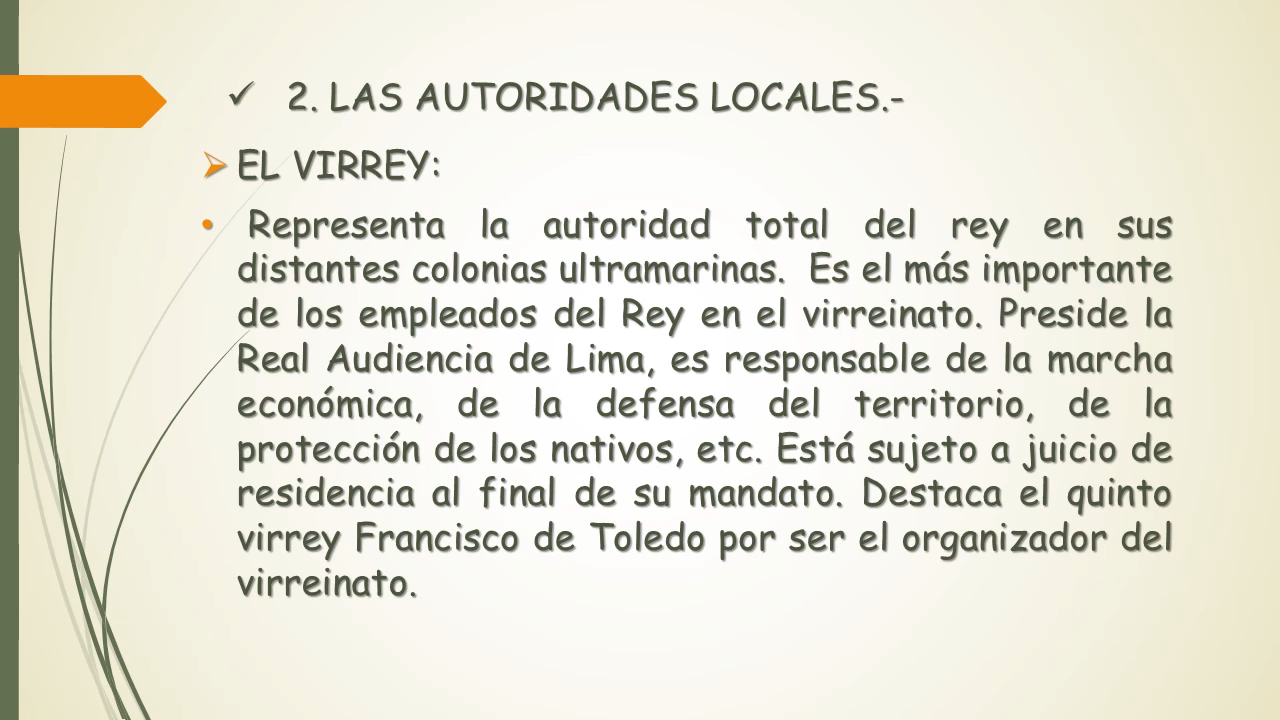 ✓ 2. LAS AUTORIDADES LOCALES.-
➢ EL VIRREY:
• Representa la autoridad total del rey en sus
distantes colonias ultramarinas. Es el más importante
de los empleados del Rey en el virreinato. Preside la
Real Audiencia de Lima, es responsable de la marcha
económica, de la defensa del territorio, de la
protección de los nativos, etc. Está sujeto a juicio de
residencia al final de su mandato. Destaca el quinto
virrey Francisco de Toledo por ser el organizador del
virreinato.